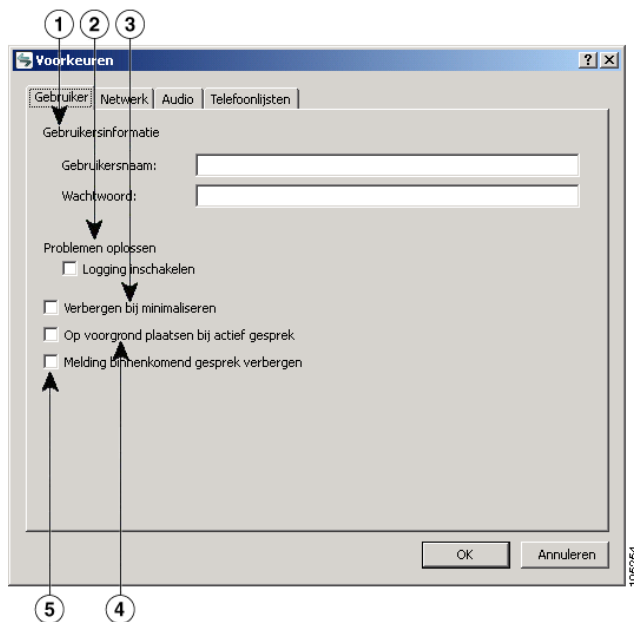 1 2 3
Voorkeuren
Gebruiker Netwerk Audio Telefoonlijsten
Gebruikersinformatie
Gebruikersnaam:
Wachtwoord:
Problemen oplossen
Logging inschakelen
Verbergen bij minimaliseren
Op voorgrond plaatsen bij actief gesprek
Melding binnenkomend gesprek verbergen
OK Annuleren
5 4